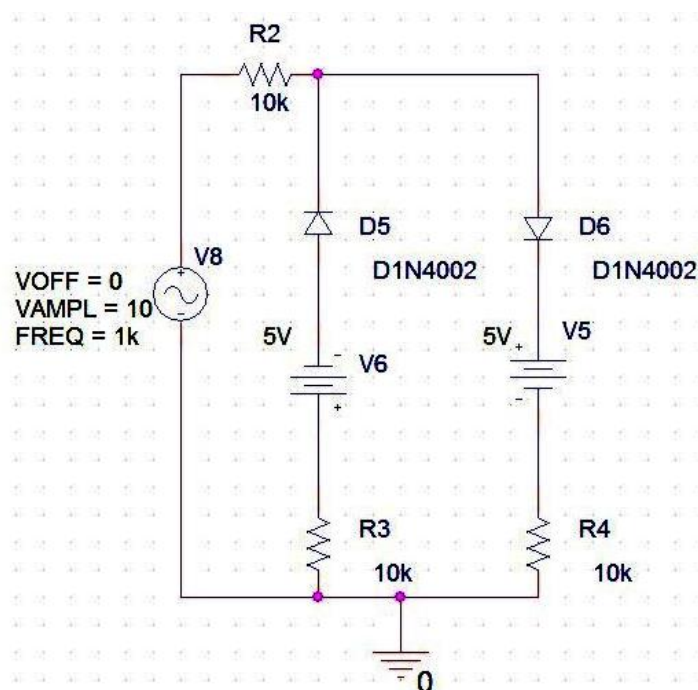 R2
10k
D5
D6
D1N4002
D1N4002
V8
+
-
VOFF = 0
VAMPL = 10
FREQ = 1k
5V
-
V6
+
5V
+
V5
-
R3
10k
R4
10k
0